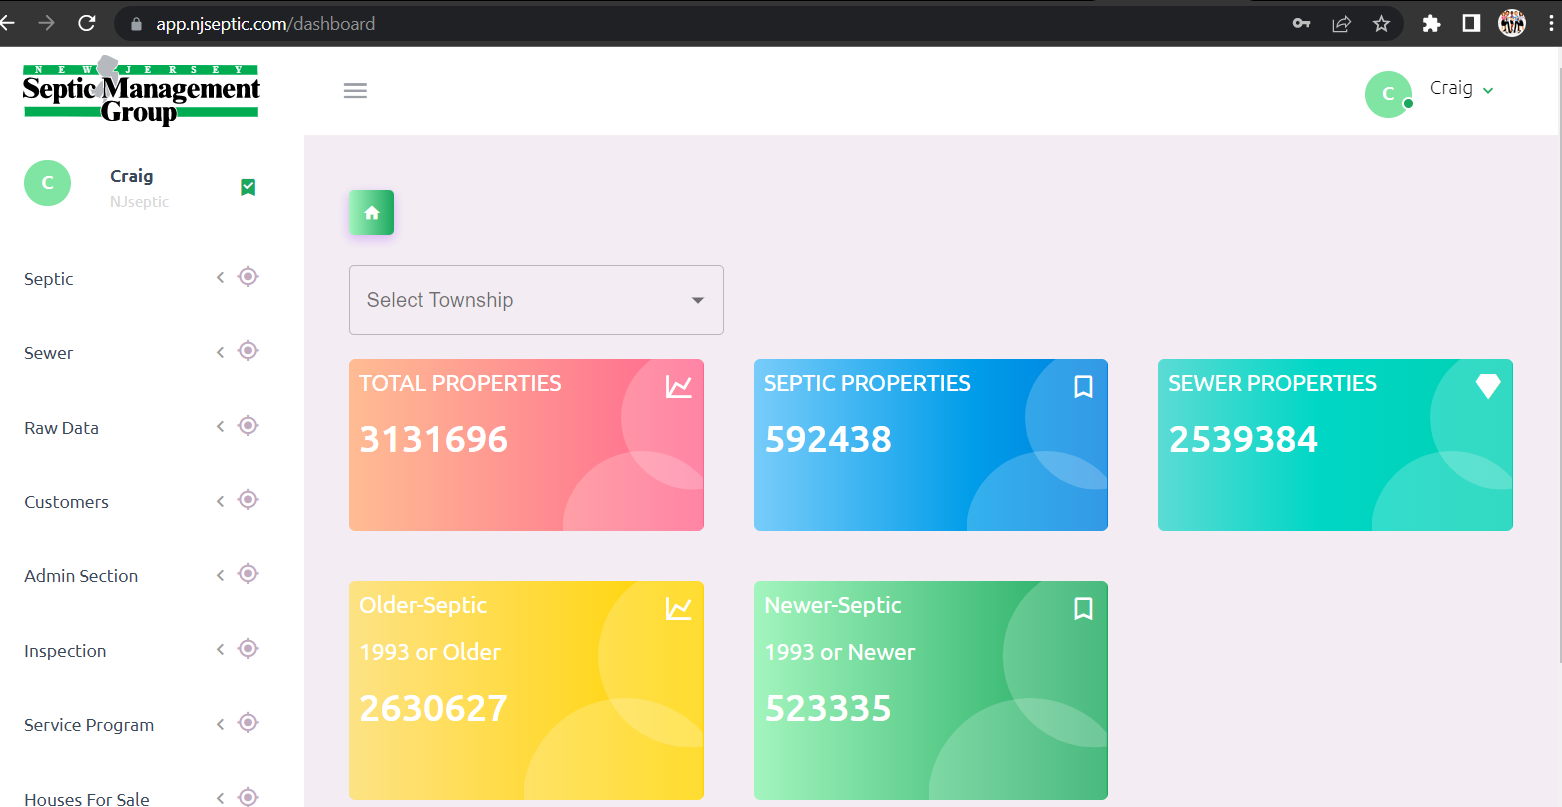 app.njseptic.com/dashboard
NEW JERSEY
Septic Management
Group
C
Craig
C
Craig
NJseptic
Septic
Sewer
Raw Data
Customers
Admin Section
Inspection
Service Program
Houses For Sale
Select Township
TOTAL PROPERTIES
3131696
SEPTIC PROPERTIES
592438
SEWER PROPERTIES
2539384
Older-Septic
1993 or Older
2630627
Newer-Septic
1993 or Newer
523335